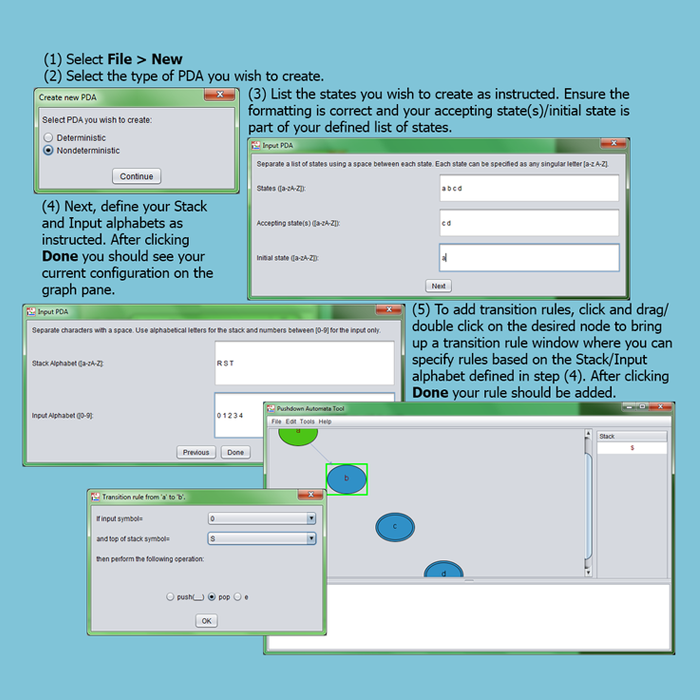 (1) Select File > New
(2) Select the type of PDA you wish to create.
Create new PDA
Select PDA you wish to create:
Deterministic
Nondeterministic
Continue
(3) List the states you wish to create as instructed. Ensure the
formatting is correct and your accepting state(s)/initial state is
part of your defined list of states.
Input PDA
Separate a list of states using a space between each state. Each state can be specified as any singular letter [a-z A-Z].
States ([a-zA-Z]):
a b c d
Accepting state(s) ([a-zA-Z]):
c d
Initial state ([a-zA-Z]):
a
Next
(4) Next, define your Stack
and Input alphabets as
instructed. After clicking
Done you should see your
current configuration on the
graph pane.
Input PDA
Separate characters with a space. Use alphabetical letters for the stack and numbers between [0-9] for the input only.
Stack Alphabet ([a-zA-Z]):
R S T
Input Alphabet ([0-9]):
0 1 2 3 4
Previous
Done
(5) To add transition rules, click and drag/
double click on the desired node to bring
up a transition rule window where you can
specify rules based on the Stack/Input
alphabet defined in step (4). After clicking
Done your rule should be added.
Pushdown Automata Tool
File Edit Tools Help
a
b
c
d
Stack
$
Transition rule from 'a' to 'b'.
If input symbol=
0
and top of stack symbol=
S
then perform the following operation:
push(__) pop e
OK